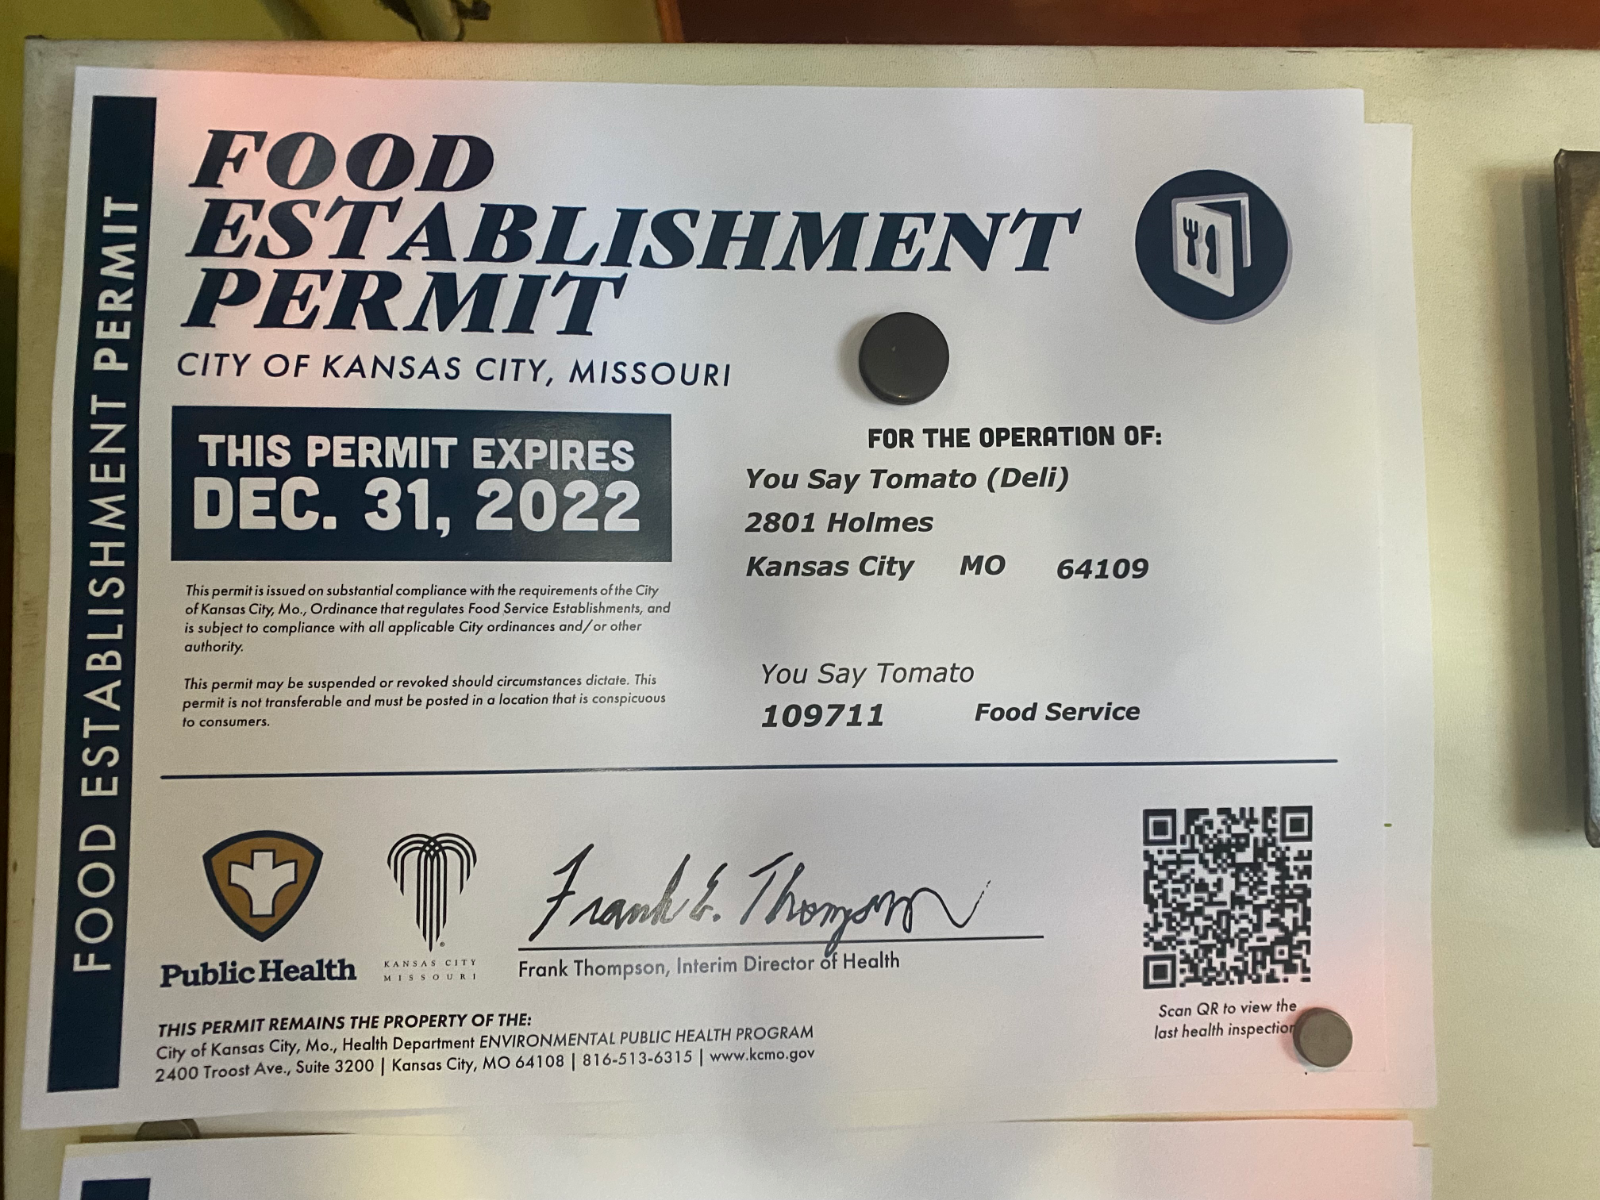 FOOD ESTABLISHMENT PERMIT
FOOD
ESTABLISHMENT
PERMIT
CITY OF KANSAS CITY, MISSOURI
THIS PERMIT EXPIRES
DEC. 31, 2022
This permit is issued on substantial compliance with the requirements of the City
of Kansas City, Mo., Ordinance that regulates Food Service Establishments, and
is subject to compliance with all applicable City ordinances and/or other
authority.
This permit may be suspended or revoked should circumstances dictate. This
permit is not transferable and must be posted in a location that is conspicuous
to consumers.
FOR THE OPERATION OF:
You Say Tomato (Deli)
2801 Holmes
Kansas City MO 64109
You Say Tomato
109711 Food Service
Public Health
KANSAS CITY
MISSOURI
Frank E. Thompson
Frank Thompson, Interim Director of Health
Scan QR to view the
last health inspection
THIS PERMIT REMAINS THE PROPERTY OF THE:
City of Kansas City, Mo., Health Department ENVIRONMENTAL PUBLIC HEALTH PROGRAM
2400 Troost Ave., Suite 3200 | Kansas City, MO 64108 | 816-513-6315 | www.kcmo.gov